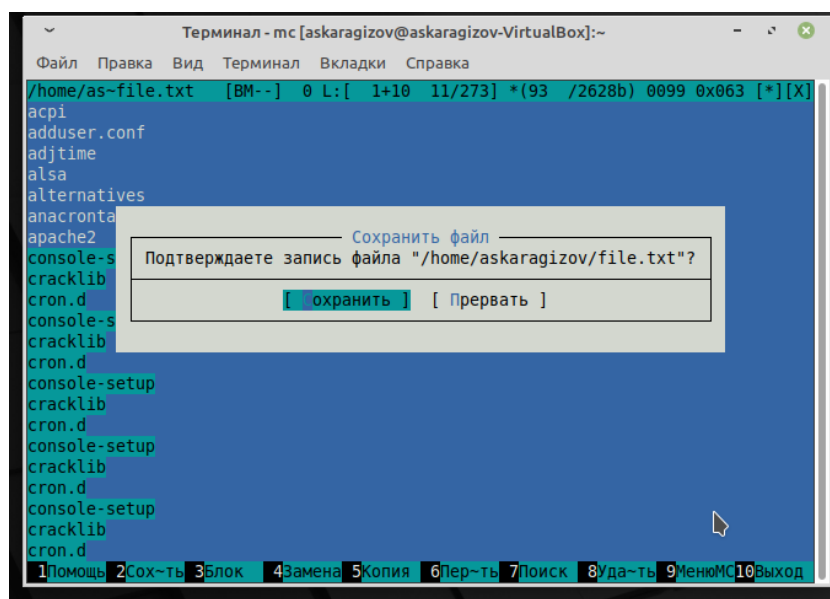 Терминал - mc [askaragizov@askaragizov-VirtualBox]:~
Файл Правка Вид Терминал Вкладки Справка
/home/as~file.txt [BM--] 0 L:[ 1+10 11/273] *(93 /2628b) 0099 0x063 [*][X]
acpi
adduser.conf
adjtime
alsa
alternatives
anacronta
apache2
Сохранить файл
console-s
Подтверждаете запись файла "/home/askaragizov/file.txt"?
cracklib
cron.d
[ Сохранить ] [ Прервать ]
console-s
cracklib
cron.d
console-setup
cracklib
cron.d
console-setup
cracklib
cron.d
console-setup
cracklib
cron.d
1Помощь 2Сох~ть 3Блок 4Замена 5Копия 6Пер~ть 7Поиск 8Уда~ть 9МенюMC 10Выход